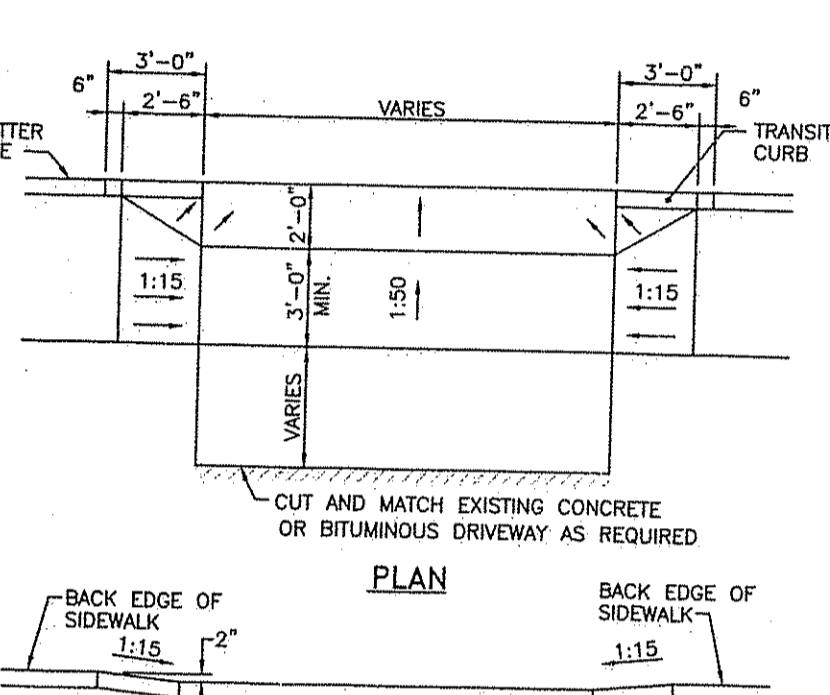 3'-0"
3'-0"
6"
2'-6"
VARIES
2'-6"
6"
TTER
E
TRANSIT
CURB
2'-0"
1:15
3'-0"
MIN.
1:50
1:15
VARIES
CUT AND MATCH EXISTING CONCRETE
OR BITUMINOUS DRIVEWAY AS REQUIRED
PLAN
BACK EDGE OF
SIDEWALK
BACK EDGE OF
SIDEWALK
1:15
2"
1:15